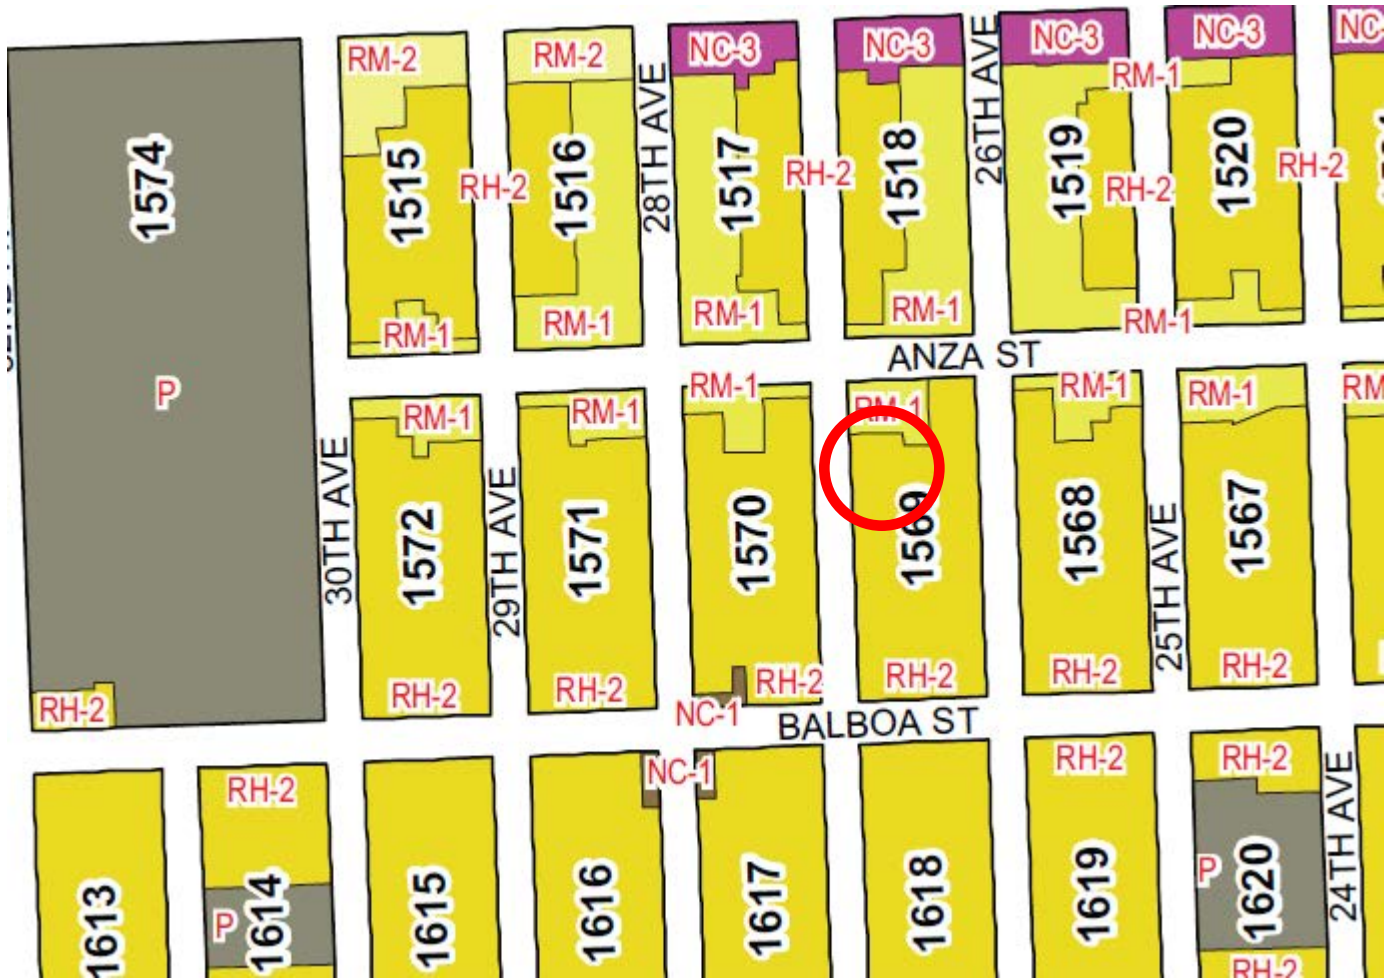 RM-2
RM-2
NC-3
NC-3
NC-3
NC-3
NC-
1574
1515
RH-2
1516
28TH AVE
1517
RH-2
1518
26TH AVE
1519
RM-1
RH-2
1520
RH-2
RM-1
RM-1
RM-1
RM-1
RM-1
ANZA ST
P
RM-1
RM-1
RM-1
RM-1
RM-1
RM-1
RM
30TH AVE
1572
29TH AVE
1571
1570
1569
1568
25TH AVE
1567
RH-2
RH-2
RH-2
RH-2
RH-2
RH-2
RH-2
NC-1
BALBOA ST
RH-2
NC-1
RH-2
RH-2
24TH AVE
1613
P
1614
1615
1616
1617
1618
1619
P
1620
RH-2